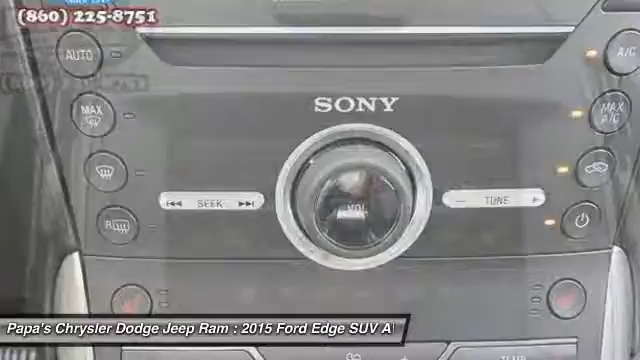 (860) 225-8751
AUTO
A/C
MAX
SONY
MAX A/C
SEEK
VOL
− TUNE +
R
Papa's Chrysler Dodge Jeep Ram : 2015 Ford Edge SUV A
TEMP